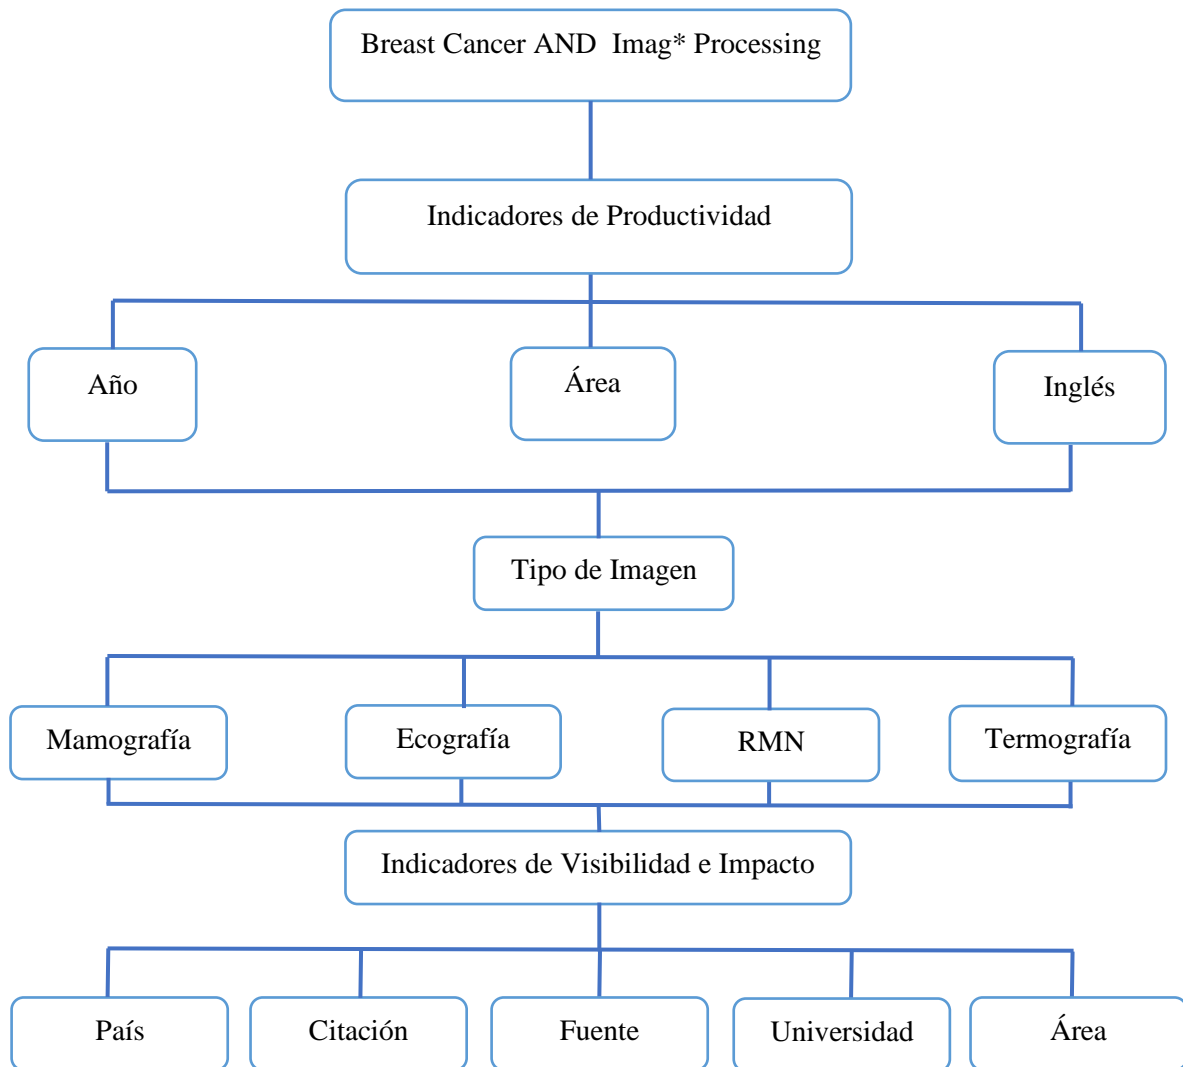 Breast Cancer AND Imag* Processing
Indicadores de Productividad
Año
Área
Inglés
Tipo de Imagen
Mamografía
Ecografía
RMN
Termografía
Indicadores de Visibilidad e Impacto
País
Citación
Fuente
Universidad
Área